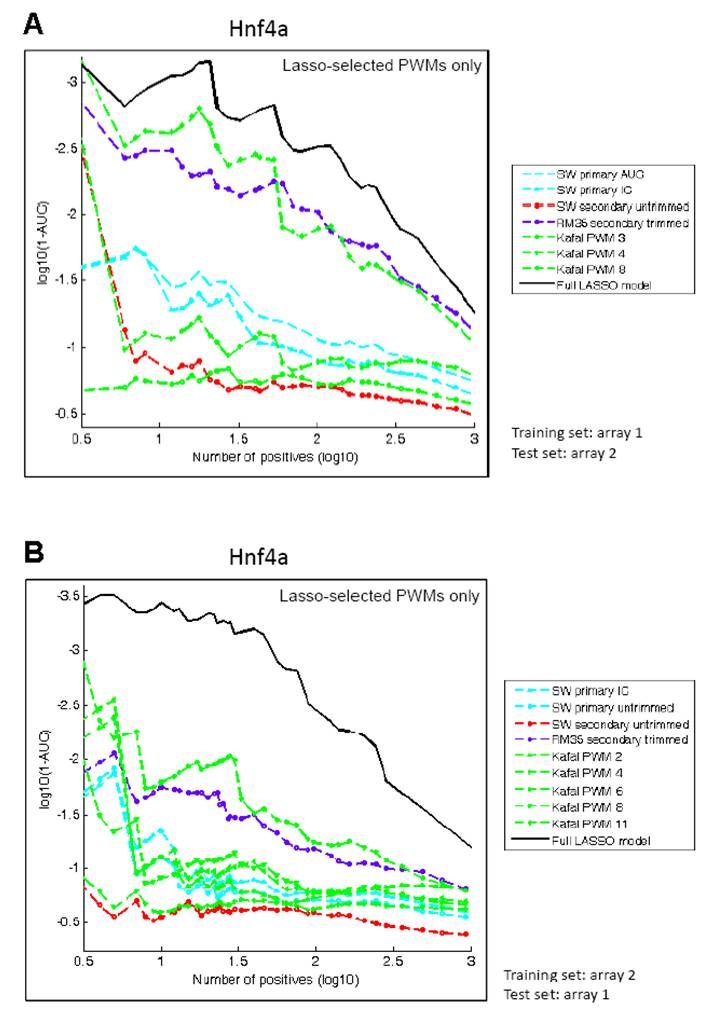 A
Hnf4a
Lasso-selected PWMs only
-3
-2.5
-2
-1.5
-1
-0.5
log10(1-AUC)
0.5 1 1.5 2 2.5 3
Number of positives (log10)
SW primary AUC
SW primary IC
SW secondary untrimmed
RM35 secondary trimmed
Kafal PWM 3
Kafal PWM 4
Kafal PWM 8
Full LASSO model
Training set: array 1
Test set: array 2
B
Hnf4a
Lasso-selected PWMs only
-3.5
-3
-2.5
-2
-1.5
-1
-0.5
log10(1-AUC)
0.5 1 1.5 2 2.5 3
Number of positives (log10)
SW primary IC
SW primary untrimmed
SW secondary untrimmed
RM35 secondary trimmed
Kafal PWM 2
Kafal PWM 4
Kafal PWM 6
Kafal PWM 8
Kafal PWM 11
Full LASSO model
Training set: array 2
Test set: array 1